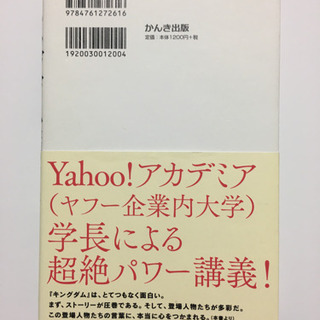 9784761272616
1920030012004
かんき出版
定価:本体1200円+税
Yahoo!アカデミア
(ヤフー企業内大学)
学長による
超絶パワー講義!
『キングダム』は、とてつもなく面白い。
まず、ストーリーが圧巻である。そして、登場人物たちが多彩だ。
この登場人物たちの言葉に、本当に心をつかまれる。(本書より)